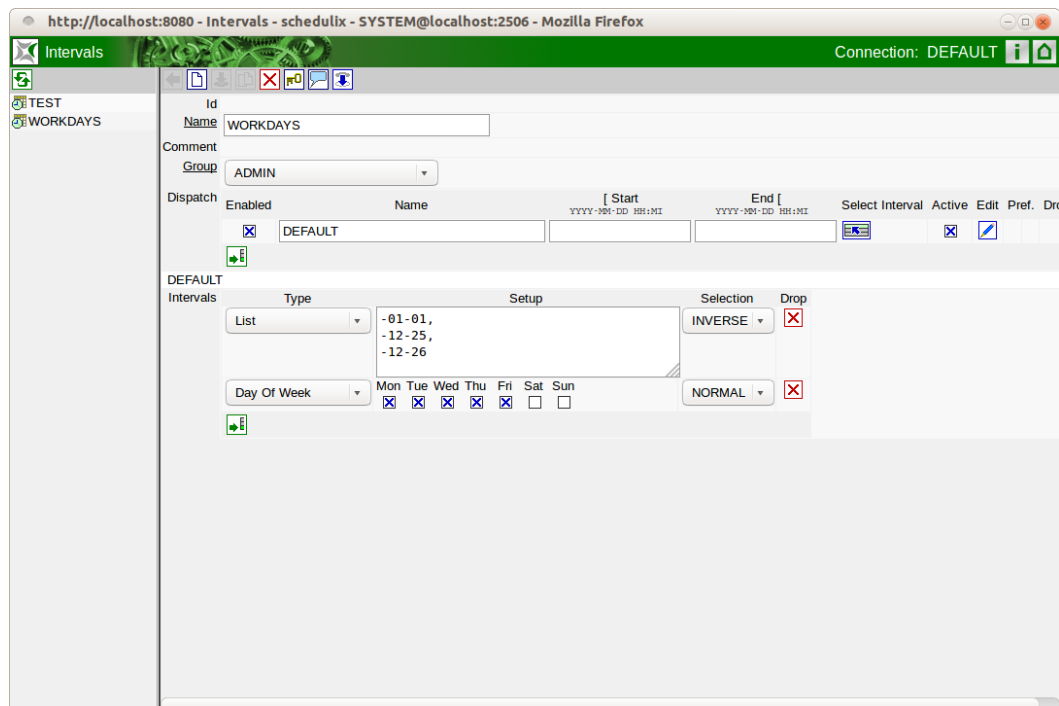 http://localhost:8080 - Intervals - schedulix - SYSTEM@localhost:2506 - Mozilla Firefox
Intervals
Connection: DEFAULT
TEST
WORKDAYS
Id
Name WORKDAYS
Comment
Group ADMIN
Dispatch Enabled Name [ Start End [ Select Interval Active Edit Pref. Dro
YYYY-MM-DD HH:MI YYYY-MM-DD HH:MI
DEFAULT
DEFAULT
Intervals Type Setup Selection Drop
List -01-01, INVERSE
-12-25,
-12-26
Mon Tue Wed Thu Fri Sat Sun
Day Of Week NORMAL